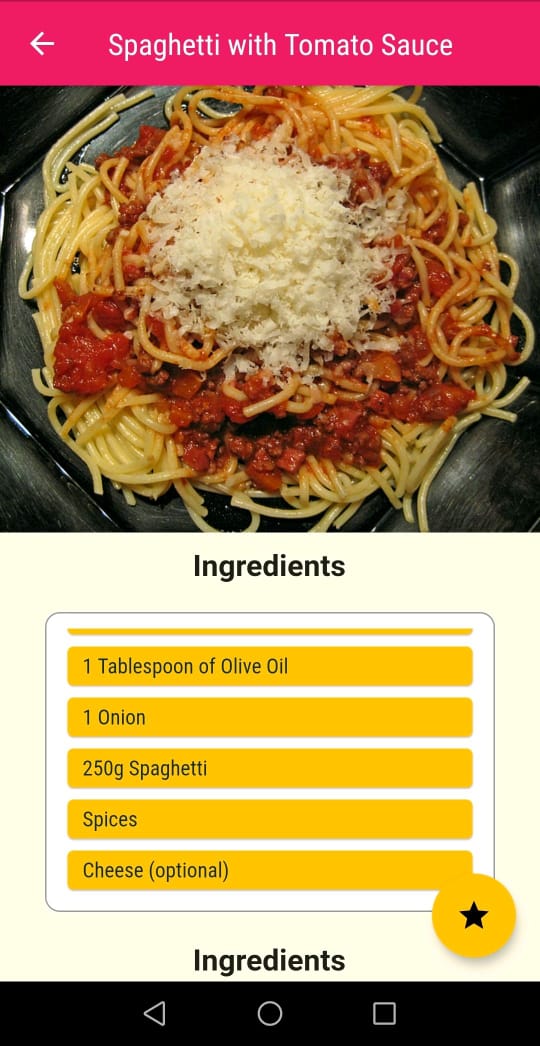 Spaghetti with Tomato Sauce
Ingredients
1 Tablespoon of Olive Oil
1 Onion
250g Spaghetti
Spices
Cheese (optional)
Ingredients